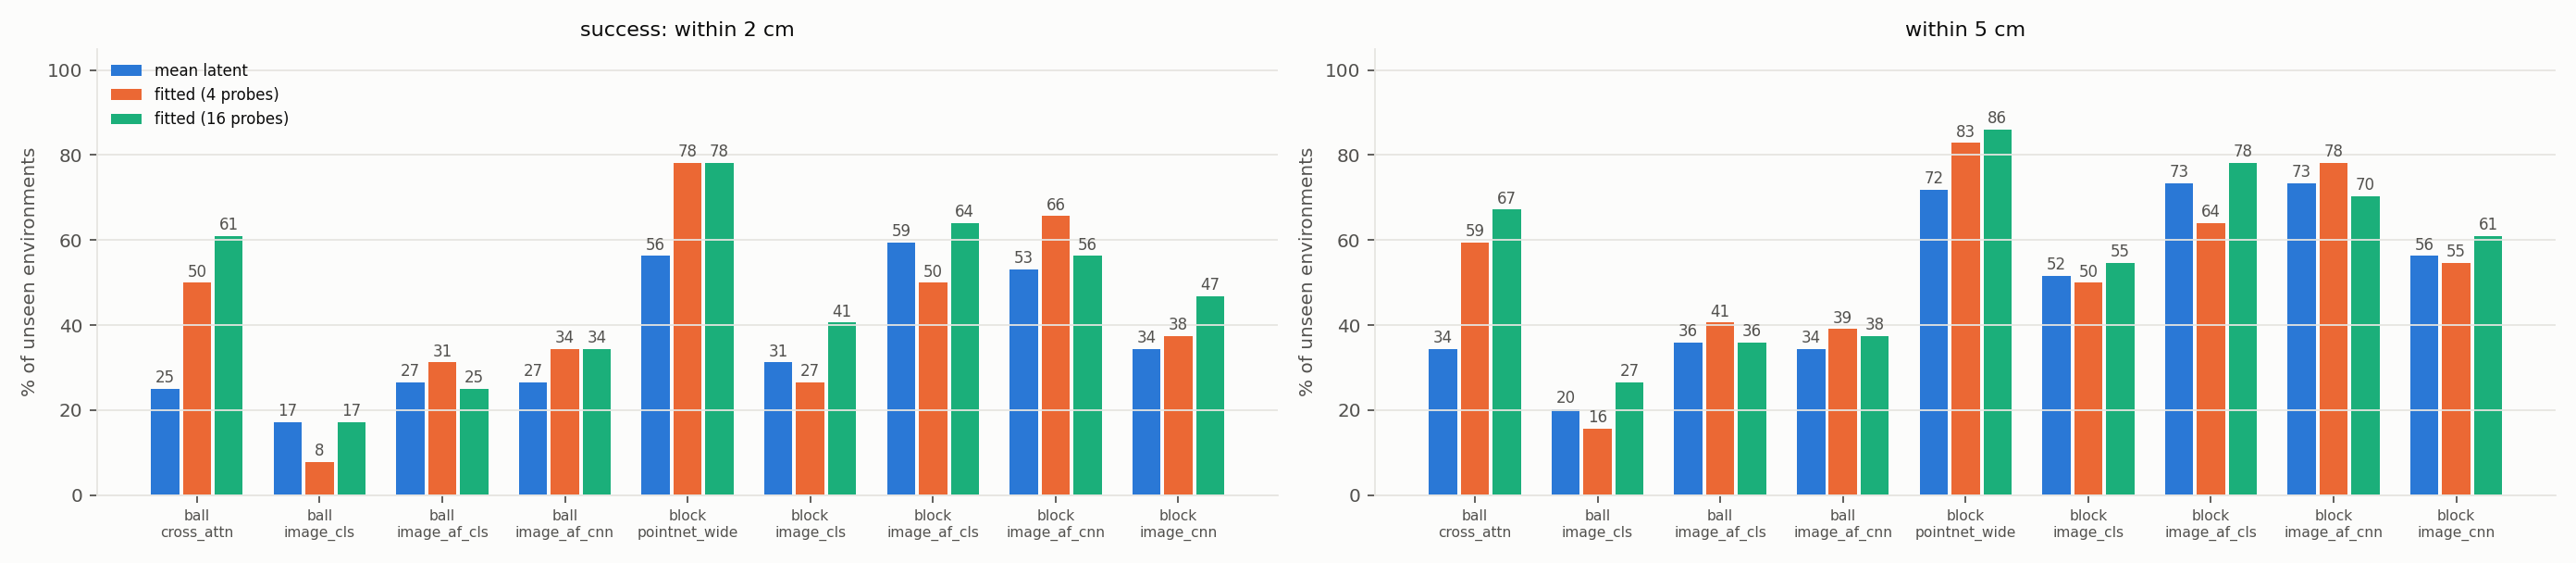 success: within 2 cm
mean latent
fitted (4 probes)
fitted (16 probes)
% of unseen environments
100
80
60
40
20
0
25 50 61
17 8 17
27 31 25
27 34 34
56 78 78
31 27 41
59 50 64
53 66 56
34 38 47
ball
cross_attn
ball
image_cls
ball
image_af_cls
ball
image_af_cnn
block
pointnet_wide
block
image_cls
block
image_af_cls
block
image_af_cnn
block
image_cnn
within 5 cm
% of unseen environments
100
80
60
40
20
0
34 59 67
20 16 27
36 41 36
34 39 38
72 83 86
52 50 55
73 64 78
73 78 70
56 55 61
ball
cross_attn
ball
image_cls
ball
image_af_cls
ball
image_af_cnn
block
pointnet_wide
block
image_cls
block
image_af_cls
block
image_af_cnn
block
image_cnn